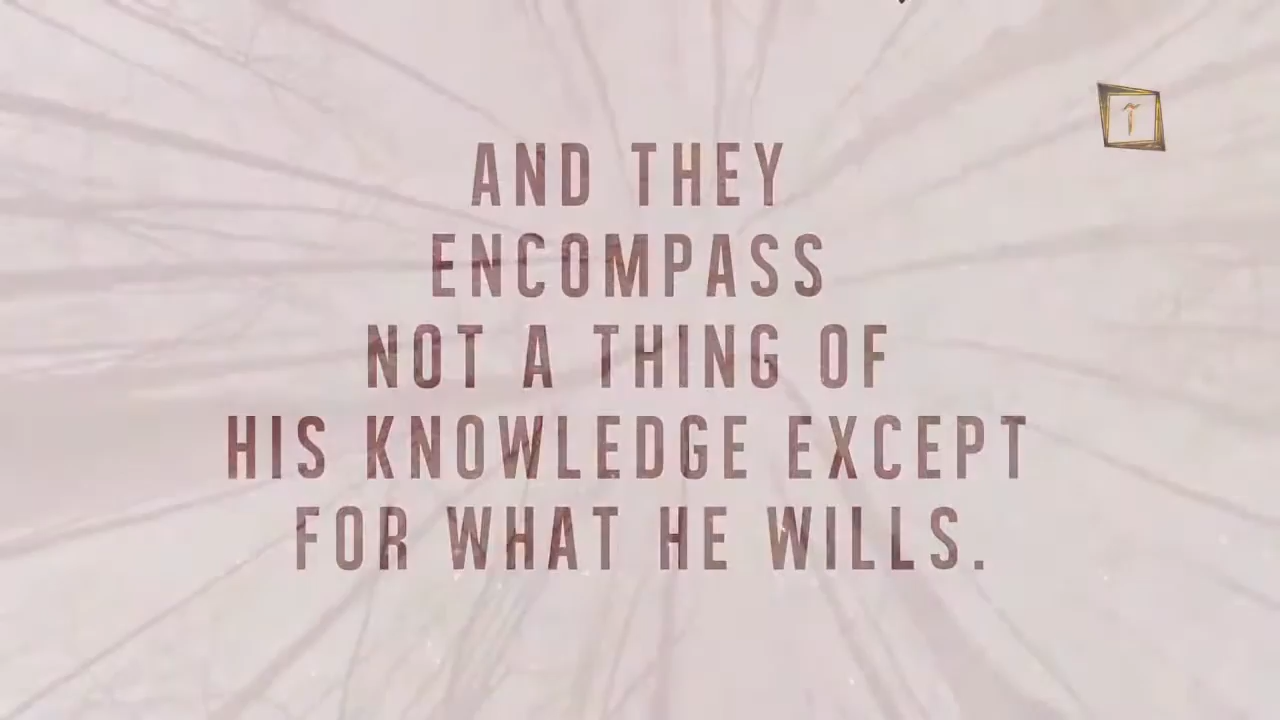 AND THEY
ENCOMPASS
NOT A THING OF
HIS KNOWLEDGE EXCEPT
FOR WHAT HE WILLS.